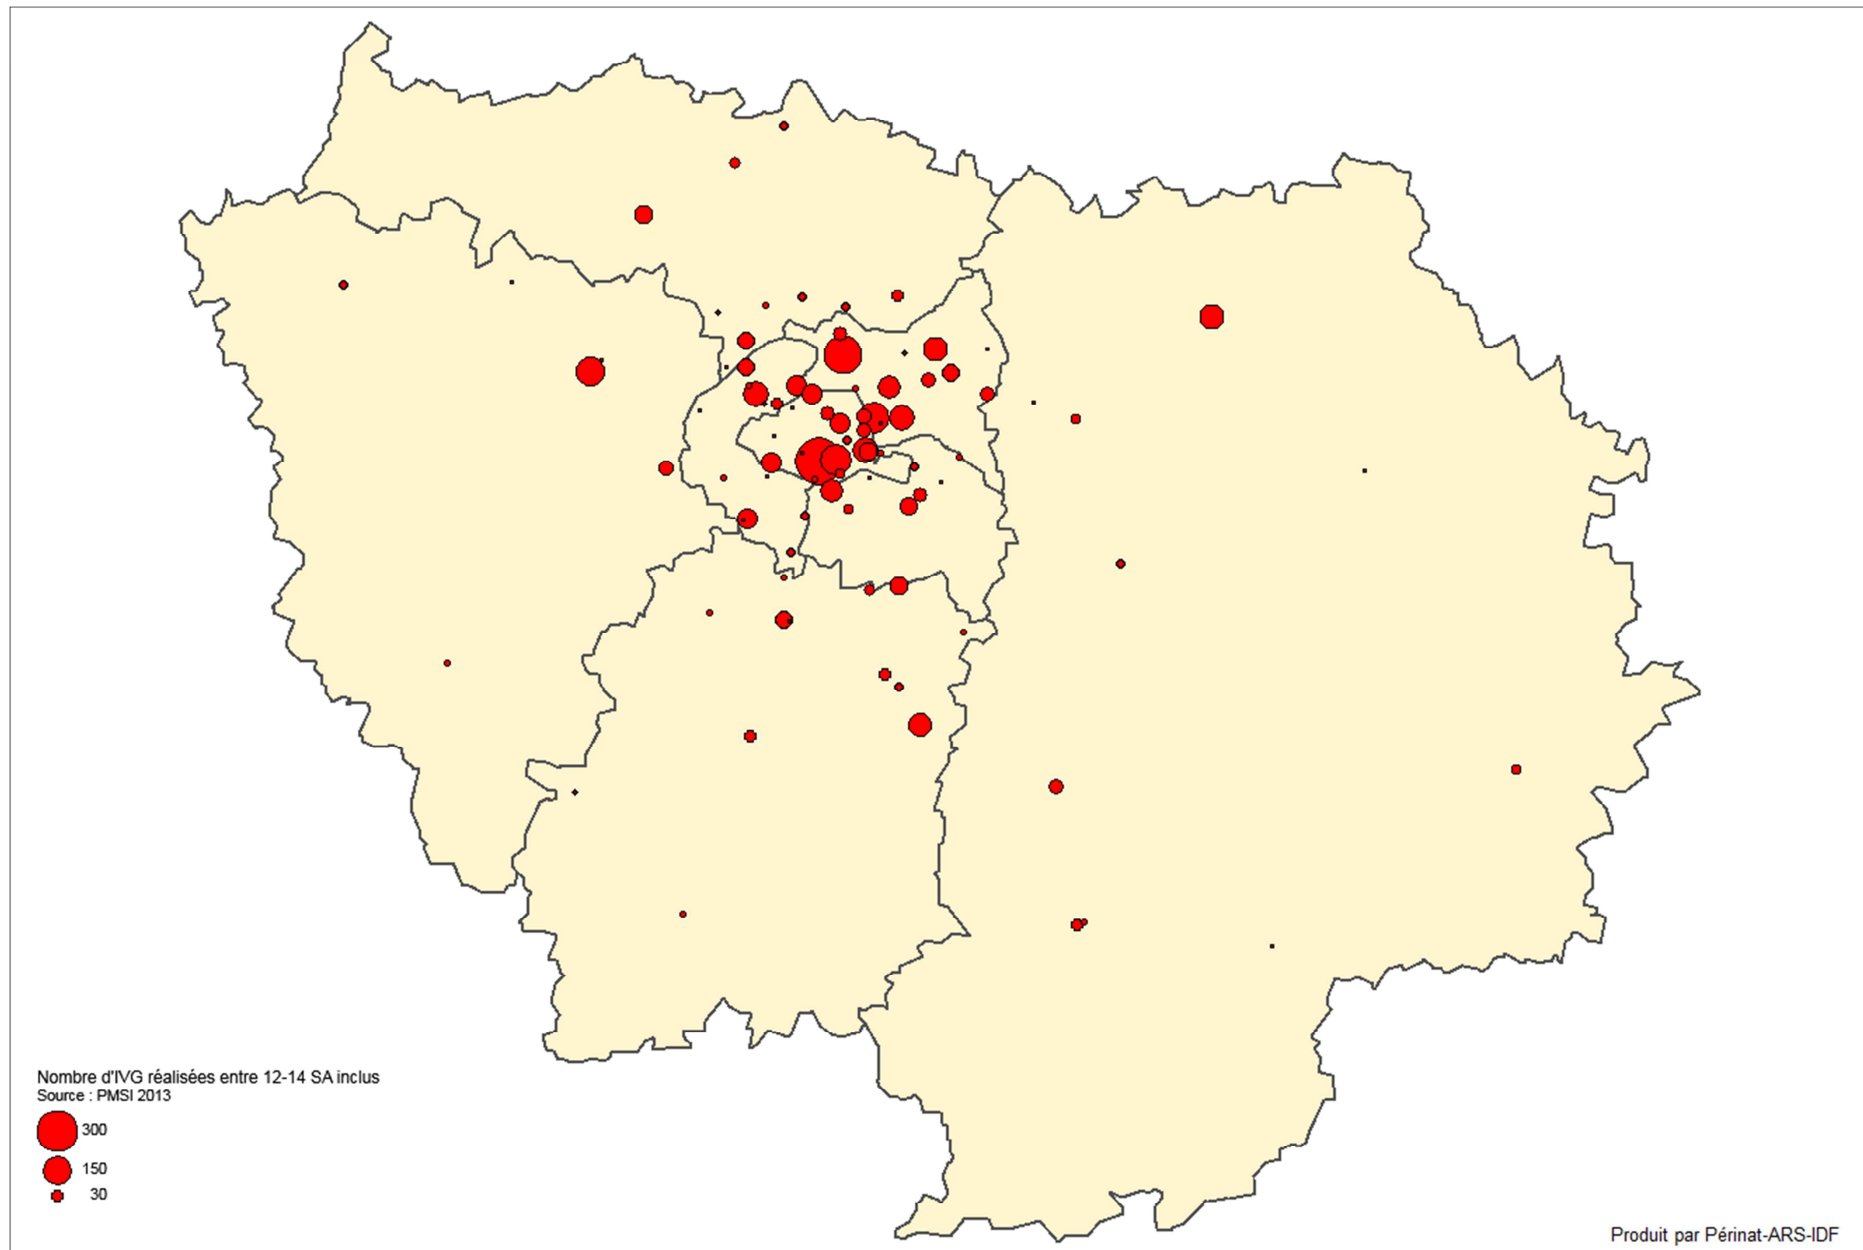 Nombre d'IVG réalisées entre 12-14 SA inclus
Source : PMSI 2013
300
150
30
Produit par Périnat-ARS-IDF